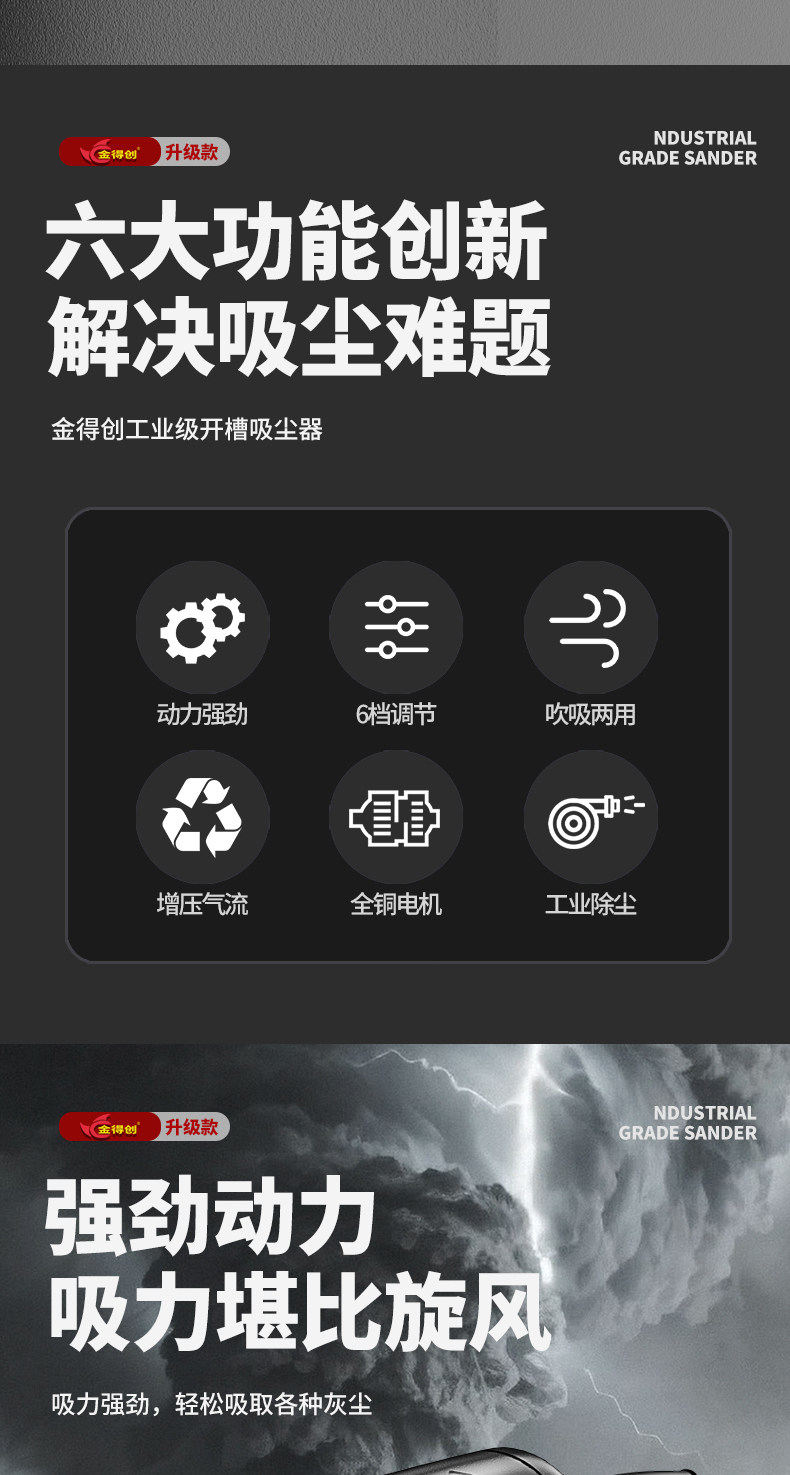 金得创 升级款
NDUSTRIAL
GRADE SANDER
六大功能创新
解决吸尘难题
金得创工业级开槽吸尘器
动力强劲 6档调节 吹吸两用
增压气流 全铜电机 工业除尘
金得创 升级款
NDUSTRIAL
GRADE SANDER
强劲动力
吸力堪比旋风
吸力强劲，轻松吸取各种灰尘